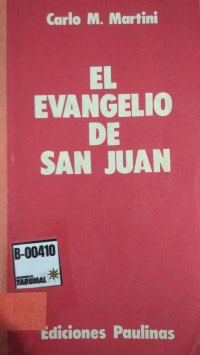 Carlo M. Martini
EL
EVANGELIO
DE
SAN JUAN
B-00410
YARUMAL
Ediciones Paulinas